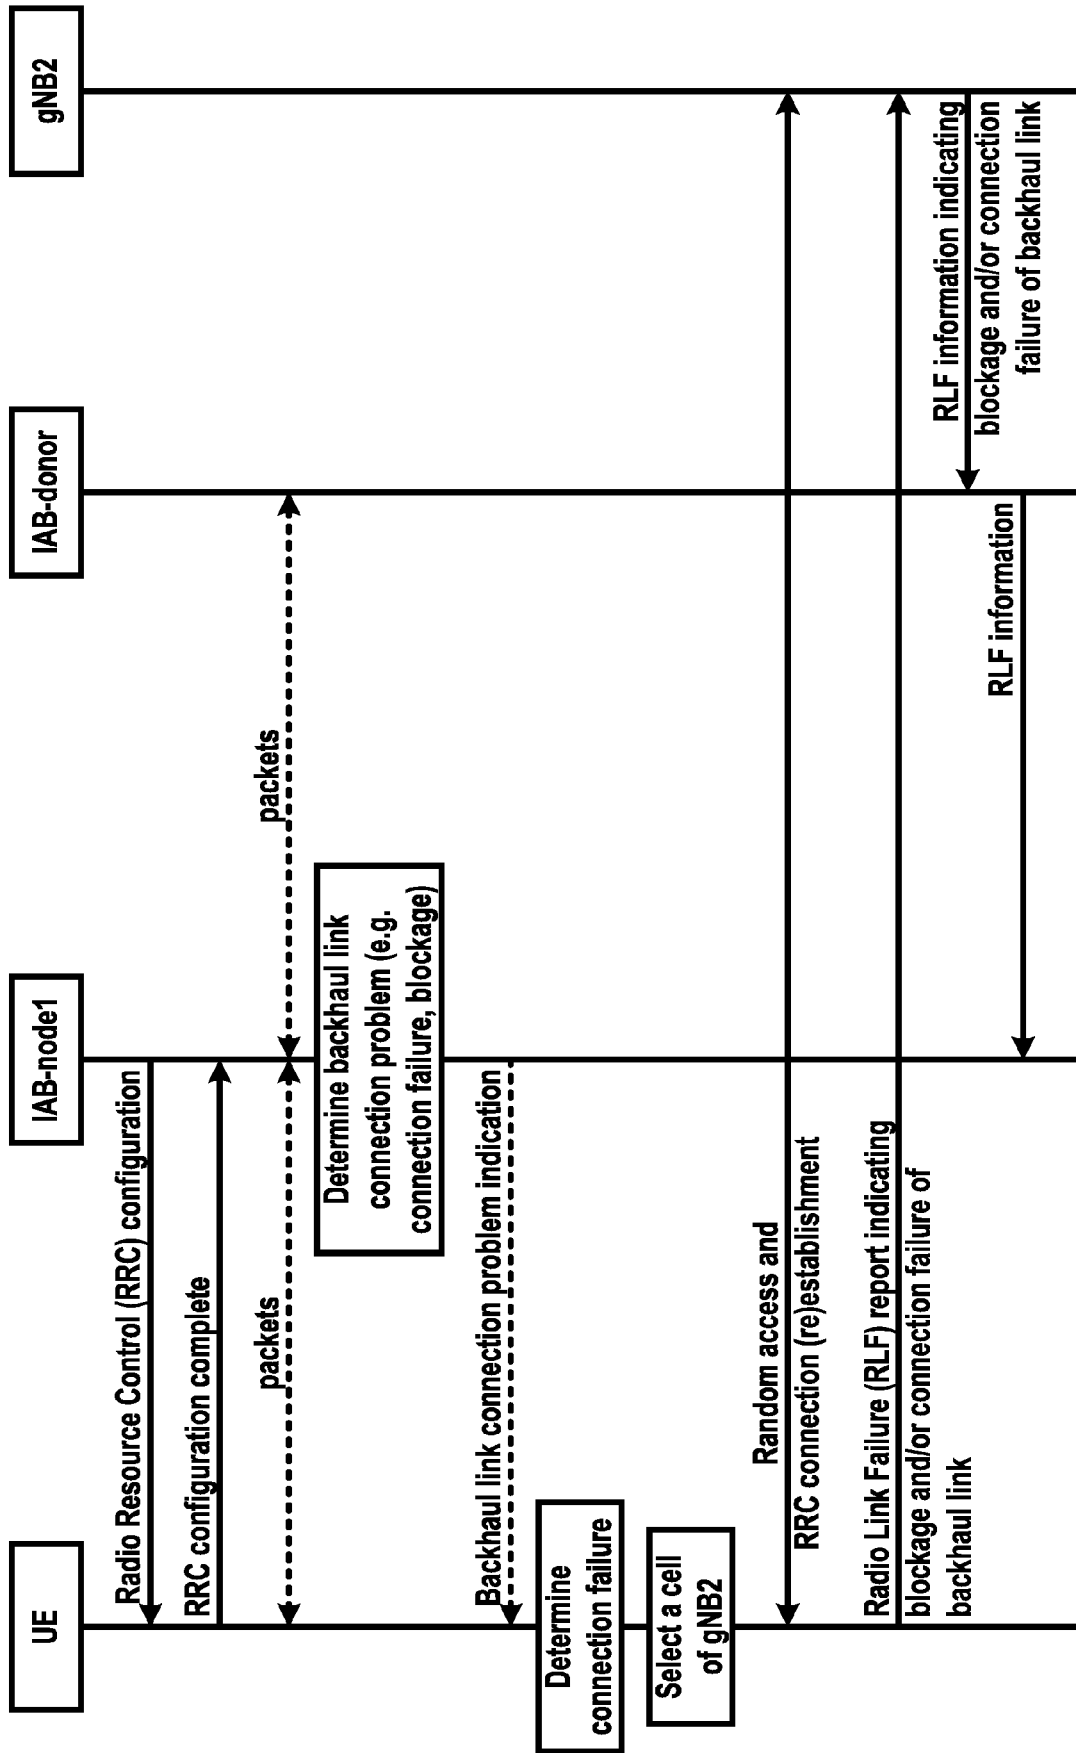 UE
IAB-node1
IAB-donor
gNB2
Radio Resource Control (RRC) configuration
RRC configuration complete
packets
packets
Determine backhaul link
connection problem (e.g.
connection failure, blockage)
Backhaul link connection problem indication
Determine
connection failure
Select a cell
of gNB2
Random access and
RRC connection (re)establishment
Radio Link Failure (RLF) report indicating
blockage and/or connection failure of
backhaul link
RLF information indicating
blockage and/or connection
failure of backhaul link
RLF information